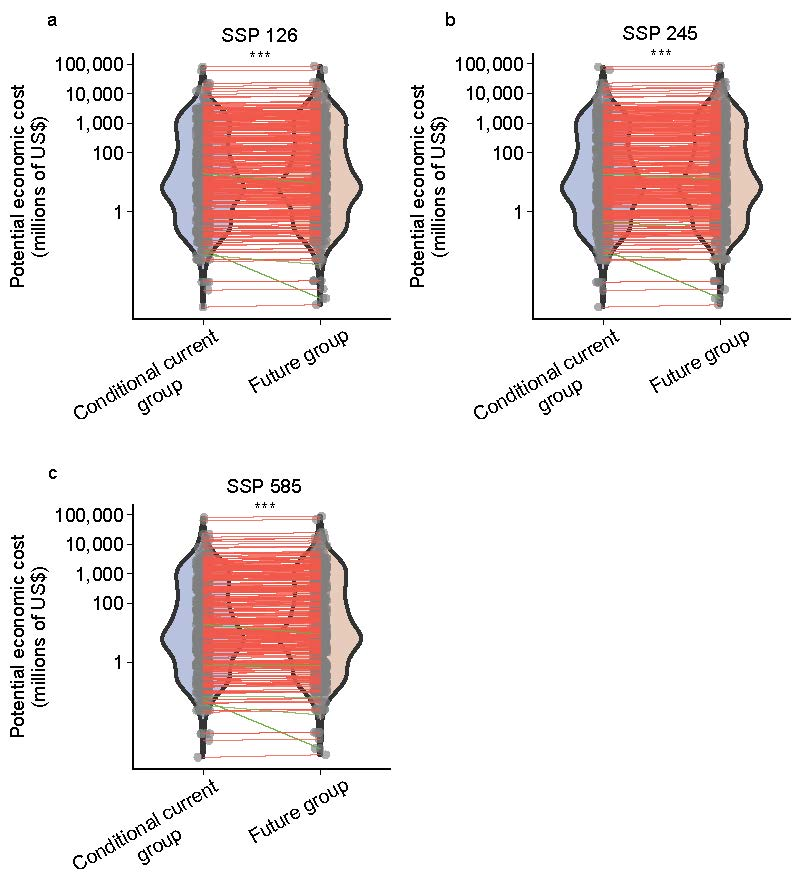 a
SSP 126
***
Potential economic cost
(millions of US$)
100,000
10,000
1,000
100
1
Conditional current
group
Future group
b
SSP 245
***
Potential economic cost
(millions of US$)
100,000
10,000
1,000
100
1
Conditional current
group
Future group
c
SSP 585
***
Potential economic cost
(millions of US$)
100,000
10,000
1,000
100
1
Conditional current
group
Future group